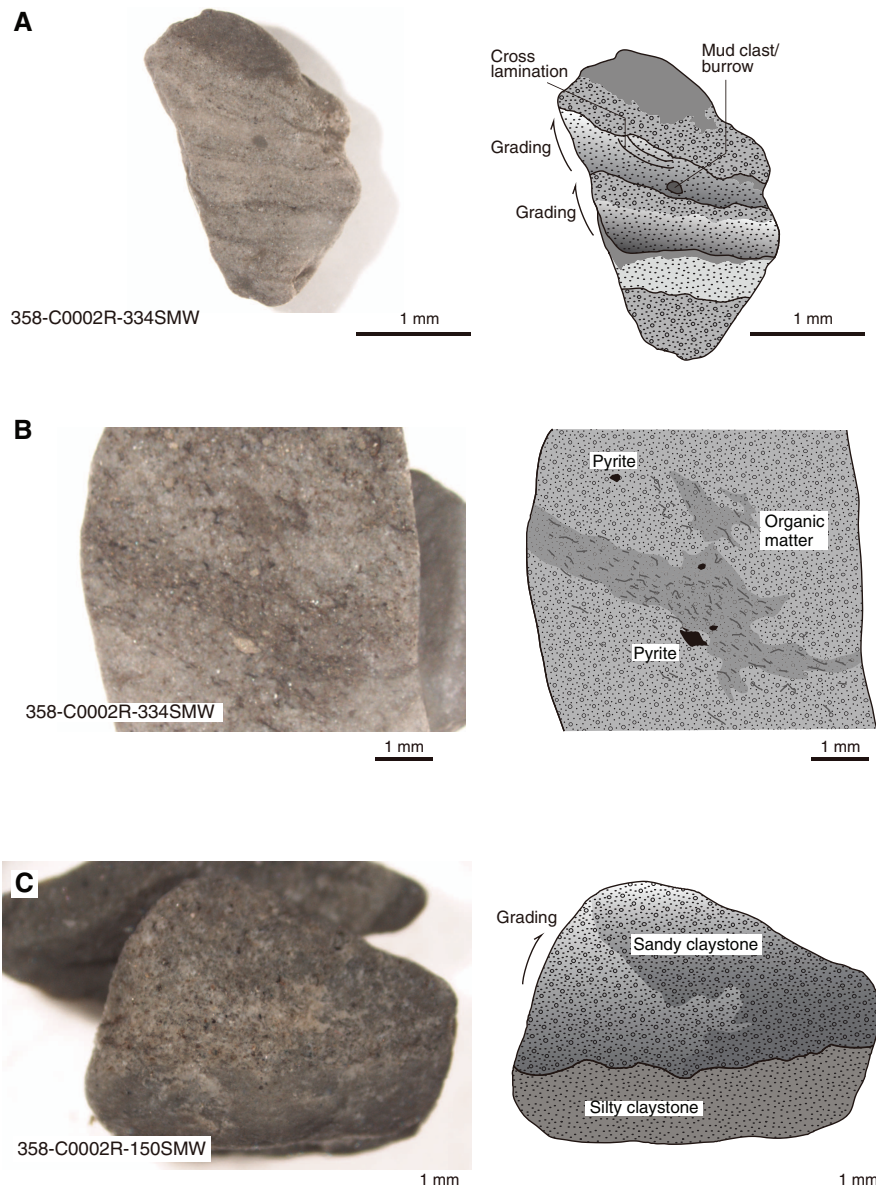 A
Cross
lamination
Mud clast/
burrow
Grading
Grading
358-C0002R-334SMW
1 mm
1 mm
B
Pyrite
Organic
matter
Pyrite
358-C0002R-334SMW
1 mm
1 mm
C
Grading
Sandy claystone
Silty claystone
358-C0002R-150SMW
1 mm
1 mm